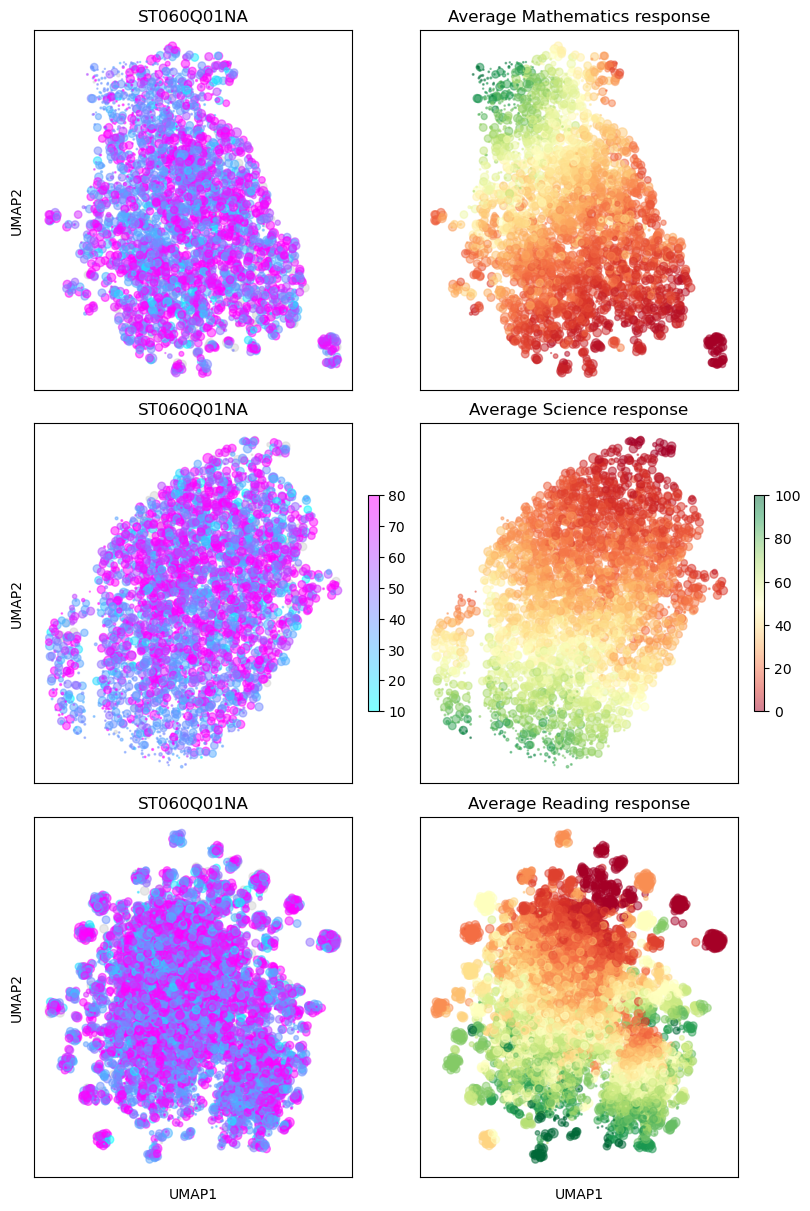 ST060Q01NA
Average Mathematics response
UMAP2
ST060Q01NA
Average Science response
UMAP2
80
70
60
50
40
30
20
10
100
80
60
40
20
0
ST060Q01NA
Average Reading response
UMAP2
UMAP1
UMAP1